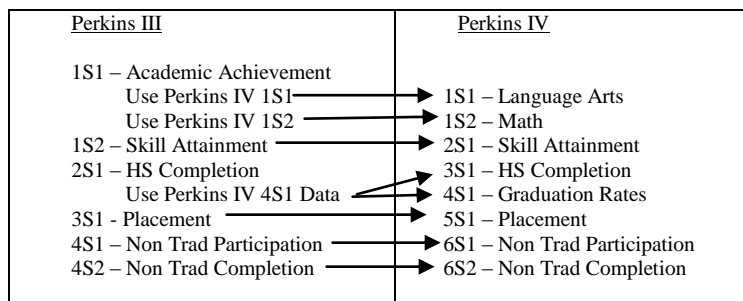 Perkins III
1S1 – Academic Achievement
Use Perkins IV 1S1
Use Perkins IV 1S2
1S2 – Skill Attainment
2S1 – HS Completion
Use Perkins IV 4S1 Data
3S1 - Placement
4S1 – Non Trad Participation
4S2 – Non Trad Completion
Perkins IV
1S1 – Language Arts
1S2 – Math
2S1 – Skill Attainment
3S1 – HS Completion
4S1 – Graduation Rates
5S1 – Placement
6S1 – Non Trad Participation
6S2 – Non Trad Completion